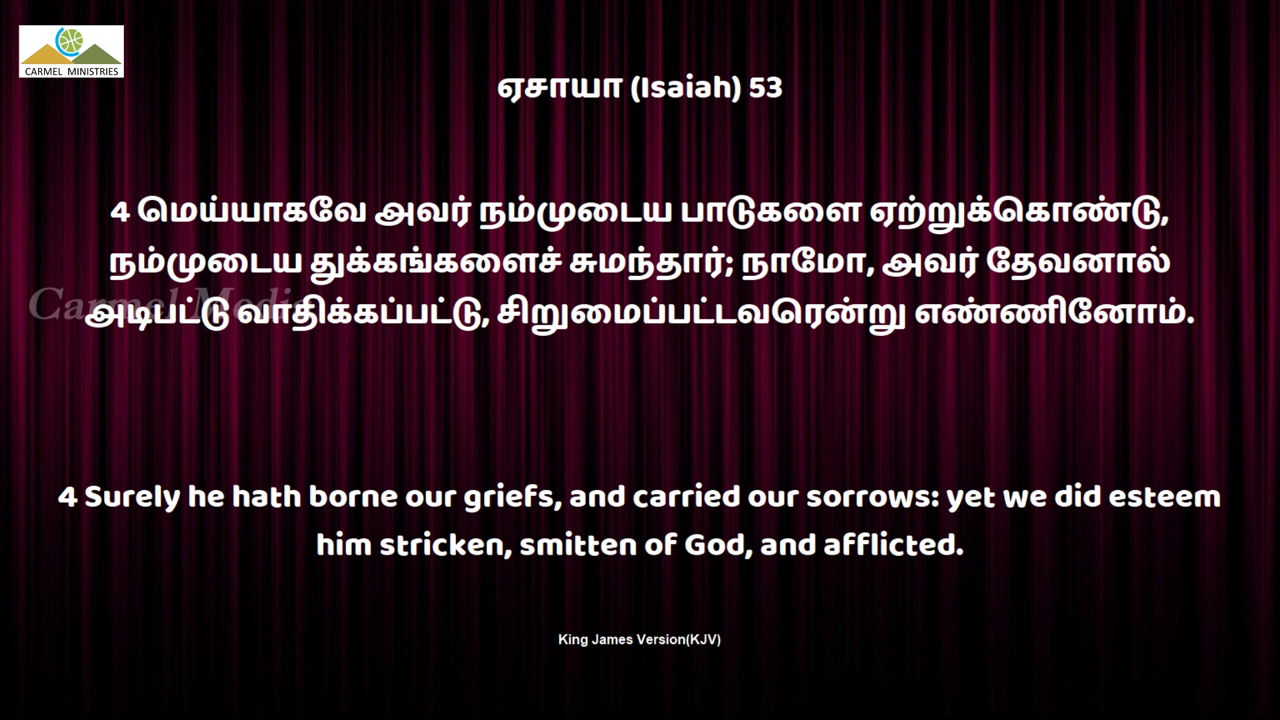 CARMEL MINISTRIES
ஏசாயா (Isaiah) 53
4 மெய்யாகவே அவர் நம்முடைய பாடுகளை ஏற்றுக்கொண்டு,
நம்முடைய துக்கங்களைச் சுமந்தார்; நாமோ, அவர் தேவனால்
Carmel Media
அடிபட்டு வாதிக்கப்பட்டு, சிறுமைப்பட்டவரென்று எண்ணினோம்.
4 Surely he hath borne our griefs, and carried our sorrows: yet we did esteem
him stricken, smitten of God, and afflicted.
King James Version(KJV)